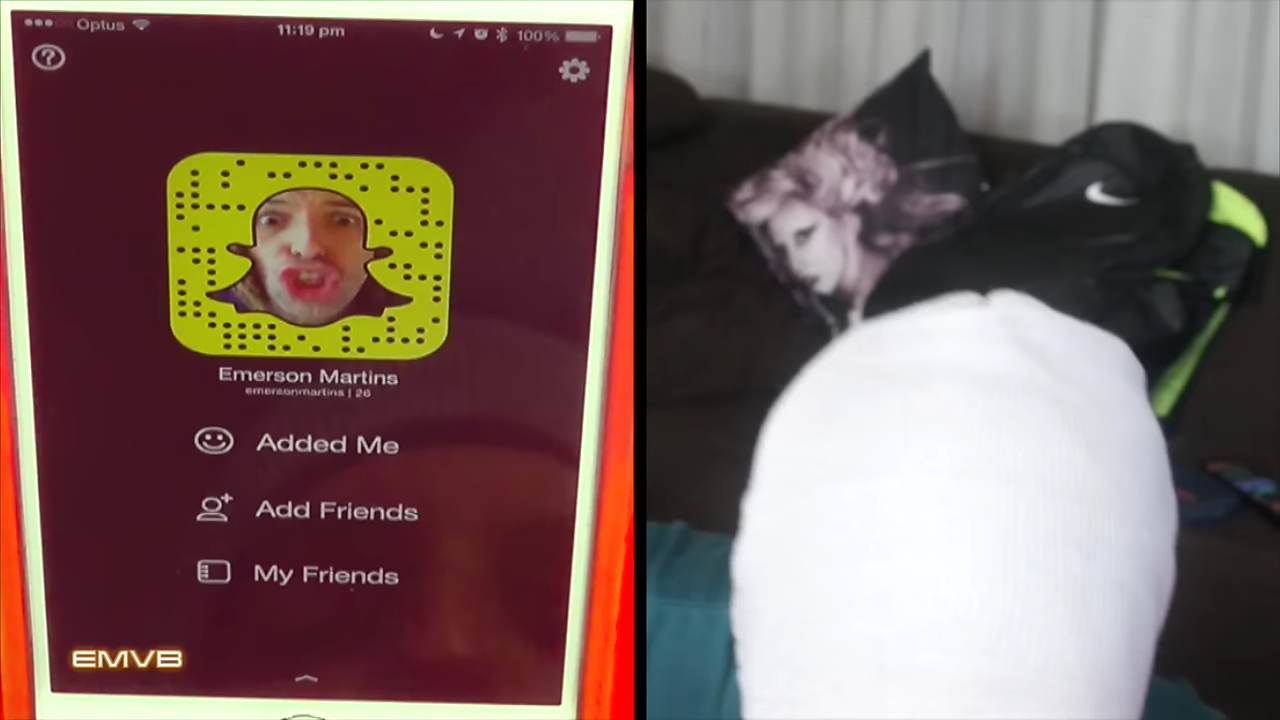 Optus
11:19 pm
100%
Emerson Martins
emersonmartins | 26
Added Me
Add Friends
My Friends
EMVB